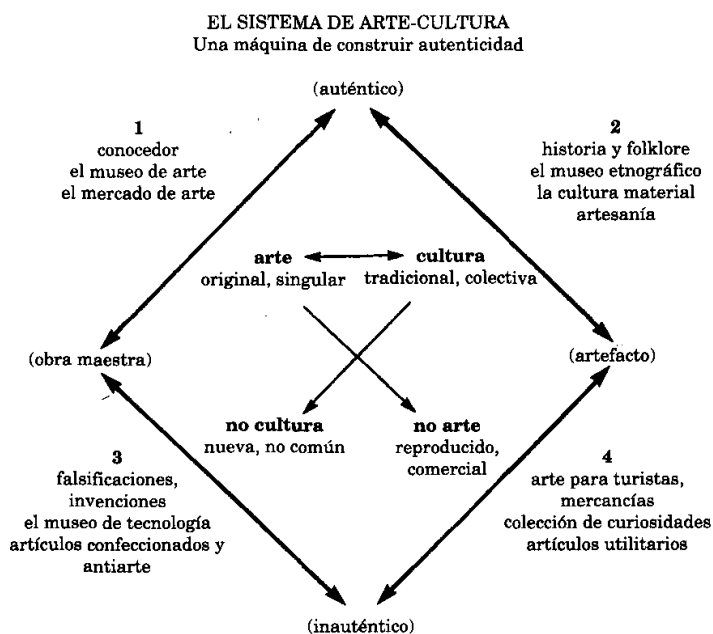 EL SISTEMA DE ARTE-CULTURA
Una máquina de construir autenticidad
(auténtico)
1
conocedor
el museo de arte
el mercado de arte
2
historia y folklore
el museo etnográfico
la cultura material
artesanía
arte
original, singular
cultura
tradicional, colectiva
(obra maestra)
(artefacto)
no cultura
nueva, no común
no arte
reproducido,
comercial
3
falsificaciones,
invenciones
el museo de tecnología
artículos confeccionados y
antiarte
4
arte para turistas,
mercancías
colección de curiosidades
artículos utilitarios
(inauténtico)